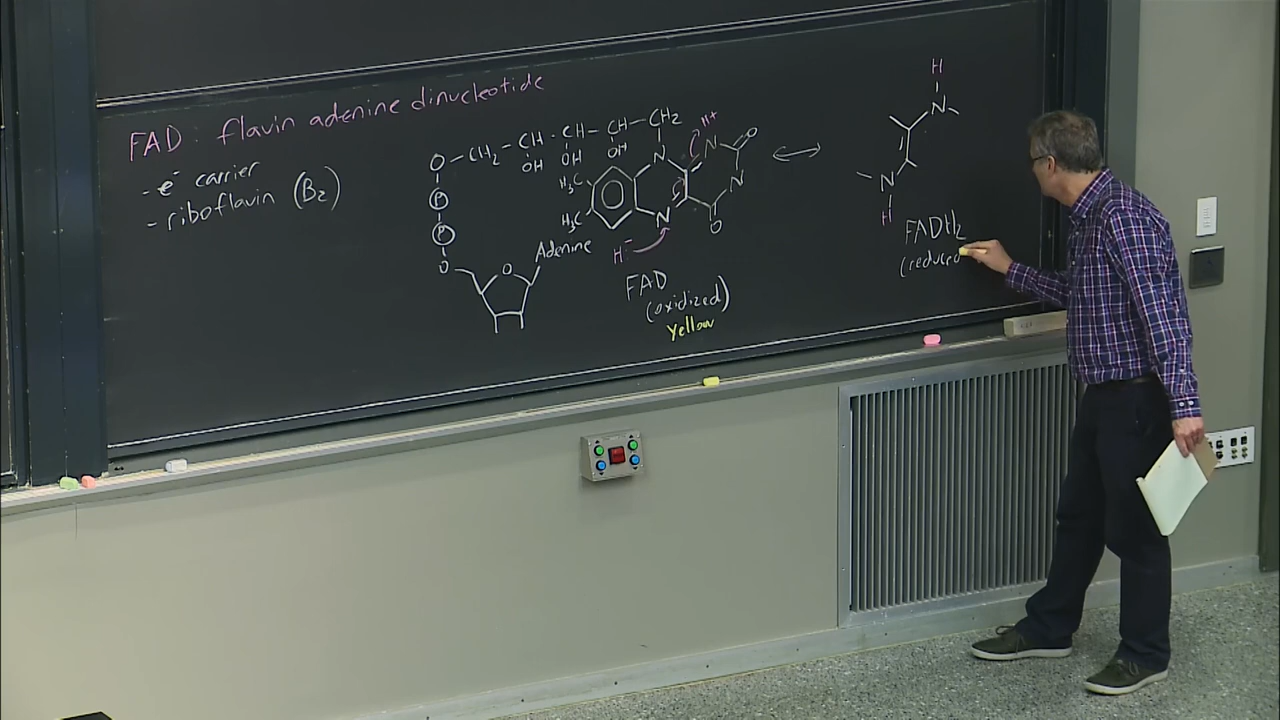 FAD: flavin adenine dinucleotide
- e⁻ carrier
- riboflavin (B₂)
O-CH₂-CH-CH-CH-CH₂
OH OH OH
P
P
O
O
Adenine
H₃C
H₃C
N
N
N
N
O
O
H⁺
H⁻
FAD
(oxidized)
yellow
H
N
N
H
FADH₂
(reduced